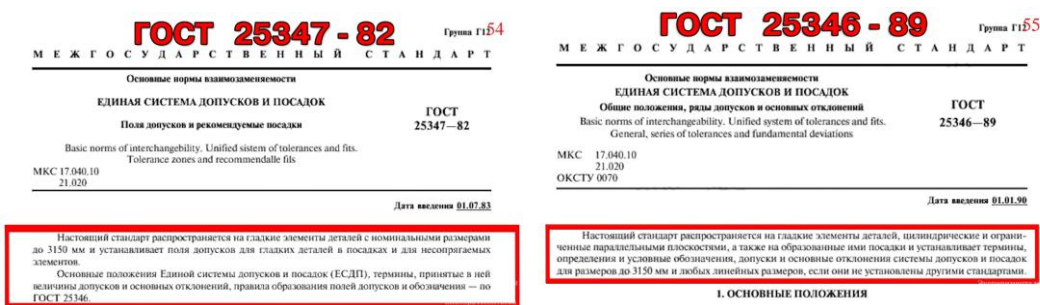 ГОСТ 25347 - 82
Группа Г12
54
МЕЖГОСУДАРСТВЕННЫЙ СТАНДАРТ
Основные нормы взаимозаменяемости
ЕДИНАЯ СИСТЕМА ДОПУСКОВ И ПОСАДОК
Поля допусков и рекомендуемые посадки
ГОСТ
25347—82
Basic norms of interchangebility. Unified sistem of tolerances and fits.
Tolerance zones and recommendalle fils
МКС 17.040.10
21.020
Дата введения 01.07.83
Настоящий стандарт распространяется на гладкие элементы деталей с номинальными размерами
до 3150 мм и устанавливает поля допусков для гладких деталей в посадках и для несопрягаемых
элементов.
Основные положения Единой системы допусков и посадок (ЕСДП), термины, принятые в ней
величины допусков и основных отклонений, правила образования полей допусков и обозначения — по
ГОСТ 25346.
ГОСТ 25346 - 89
Группа Г12
55
МЕЖГОСУДАРСТВЕННЫЙ СТАНДАРТ
Основные нормы взаимозаменяемости
ЕДИНАЯ СИСТЕМА ДОПУСКОВ И ПОСАДОК
Общие положения, ряды допусков и основных отклонений
ГОСТ
25346—89
Basic norms of interchangeability. Unified system of tolerances and fits.
General, series of tolerances and fundamental deviations
МКС 17.040.10
21.020
ОКСТУ 0070
Дата введения 01.01.90
Настоящий стандарт распространяется на гладкие элементы деталей, цилиндрические и ограни-
ченные параллельными плоскостями, а также на образованные ими посадки и устанавливает термины,
определения и условные обозначения, допуски и основные отклонения системы допусков и посадок
для размеров до 3150 мм и любых линейных размеров, если они не установлены другими стандартами.
1. ОСНОВНЫЕ ПОЛОЖЕНИЯ